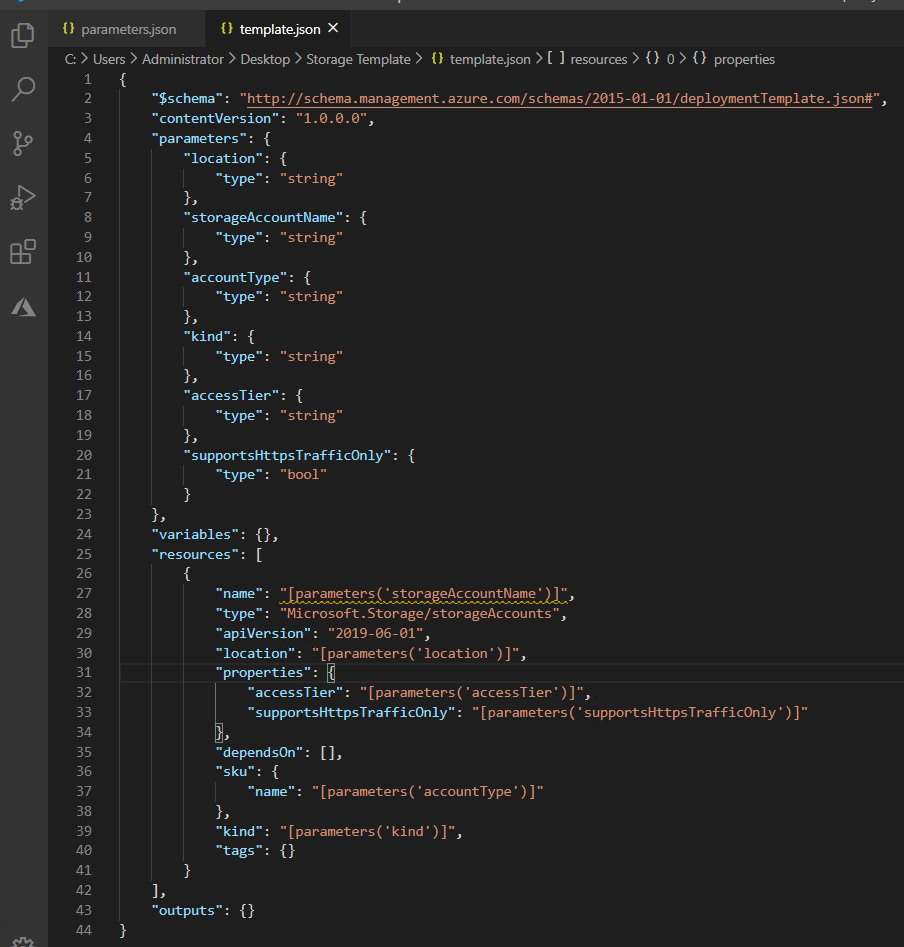 {} parameters.json {} template.json ✕
C: > Users > Administrator > Desktop > Storage Template > {} template.json > [ ] resources > {} 0 > {} properties
1 {
2 "$schema": "http://schema.management.azure.com/schemas/2015-01-01/deploymentTemplate.json#",
3 "contentVersion": "1.0.0.0",
4 "parameters": {
5 "location": {
6 "type": "string"
7 },
8 "storageAccountName": {
9 "type": "string"
10 },
11 "accountType": {
12 "type": "string"
13 },
14 "kind": {
15 "type": "string"
16 },
17 "accessTier": {
18 "type": "string"
19 },
20 "supportsHttpsTrafficOnly": {
21 "type": "bool"
22 }
23 },
24 "variables": {},
25 "resources": [
26 {
27 "name": "[parameters('storageAccountName')]",
28 "type": "Microsoft.Storage/storageAccounts",
29 "apiVersion": "2019-06-01",
30 "location": "[parameters('location')]",
31 "properties": {
32 "accessTier": "[parameters('accessTier')]",
33 "supportsHttpsTrafficOnly": "[parameters('supportsHttpsTrafficOnly')]"
34 },
35 "dependsOn": [],
36 "sku": {
37 "name": "[parameters('accountType')]"
38 },
39 "kind": "[parameters('kind')]",
40 "tags": {}
41 }
42 ],
43 "outputs": {}
44 }